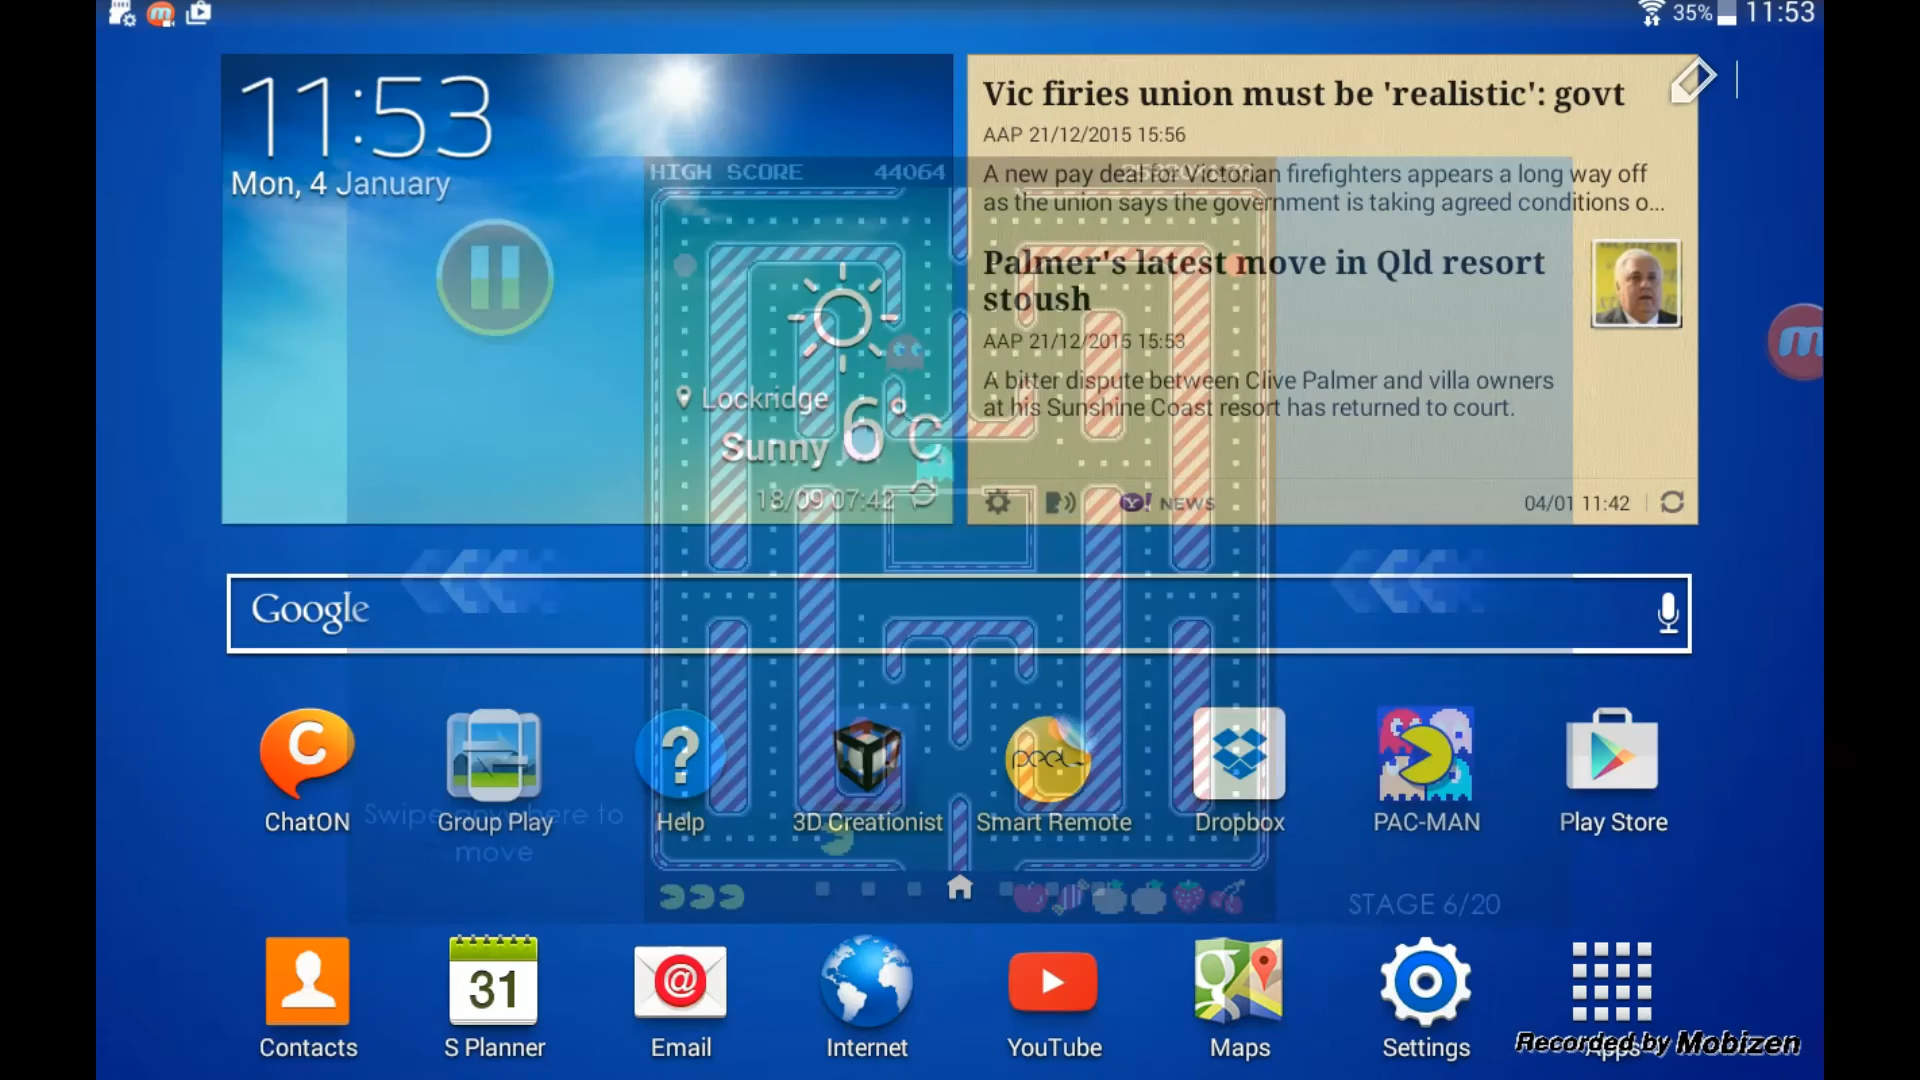 35% 11:53
11:53
Mon, 4 January
Vic firies union must be 'realistic': govt
AAP 21/12/2015 15:56
A new pay deal for Victorian firefighters appears a long way off
as the union says the government is taking agreed conditions o...
HIGH SCORE 44064
Palmer's latest move in Qld resort
stoush
AAP 21/12/2015 15:53
A bitter dispute between Clive Palmer and villa owners
at his Sunshine Coast resort has returned to court.
Lockridge
Sunny 6°C
18/09 07:42
Y! NEWS
04/01 11:42
m
Google
peel
ChatON
Group Play
Help
3D Creationist
Smart Remote
Dropbox
PAC-MAN
Play Store
Swipe anywhere to
move
STAGE 6/20
31
@
Contacts
S Planner
Email
Internet
YouTube
Maps
Settings
Apps
Recorded by Mobizen